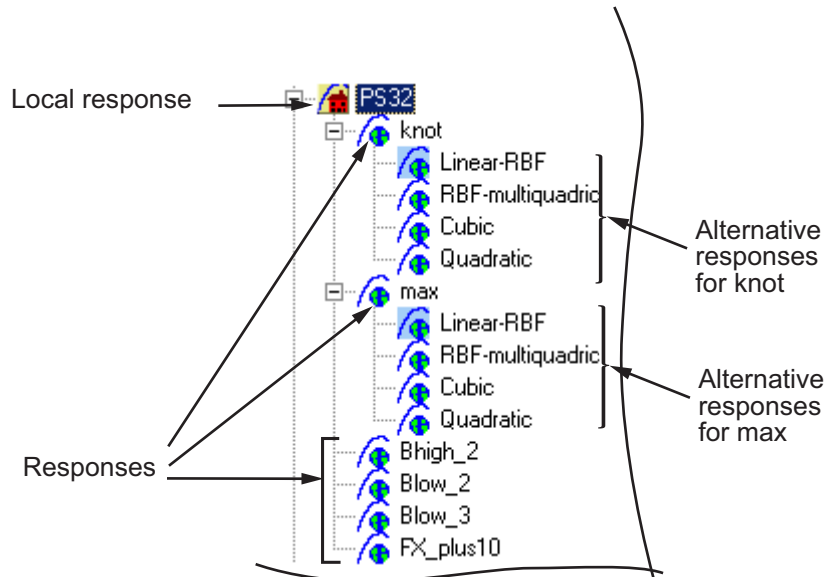 Local response
PS32
knot
Linear-RBF
RBF-multiquadric
Cubic
Quadratic
Alternative
responses
for knot
max
Linear-RBF
RBF-multiquadric
Cubic
Quadratic
Alternative
responses
for max
Responses
Bhigh_2
Blow_2
Blow_3
FX_plus10